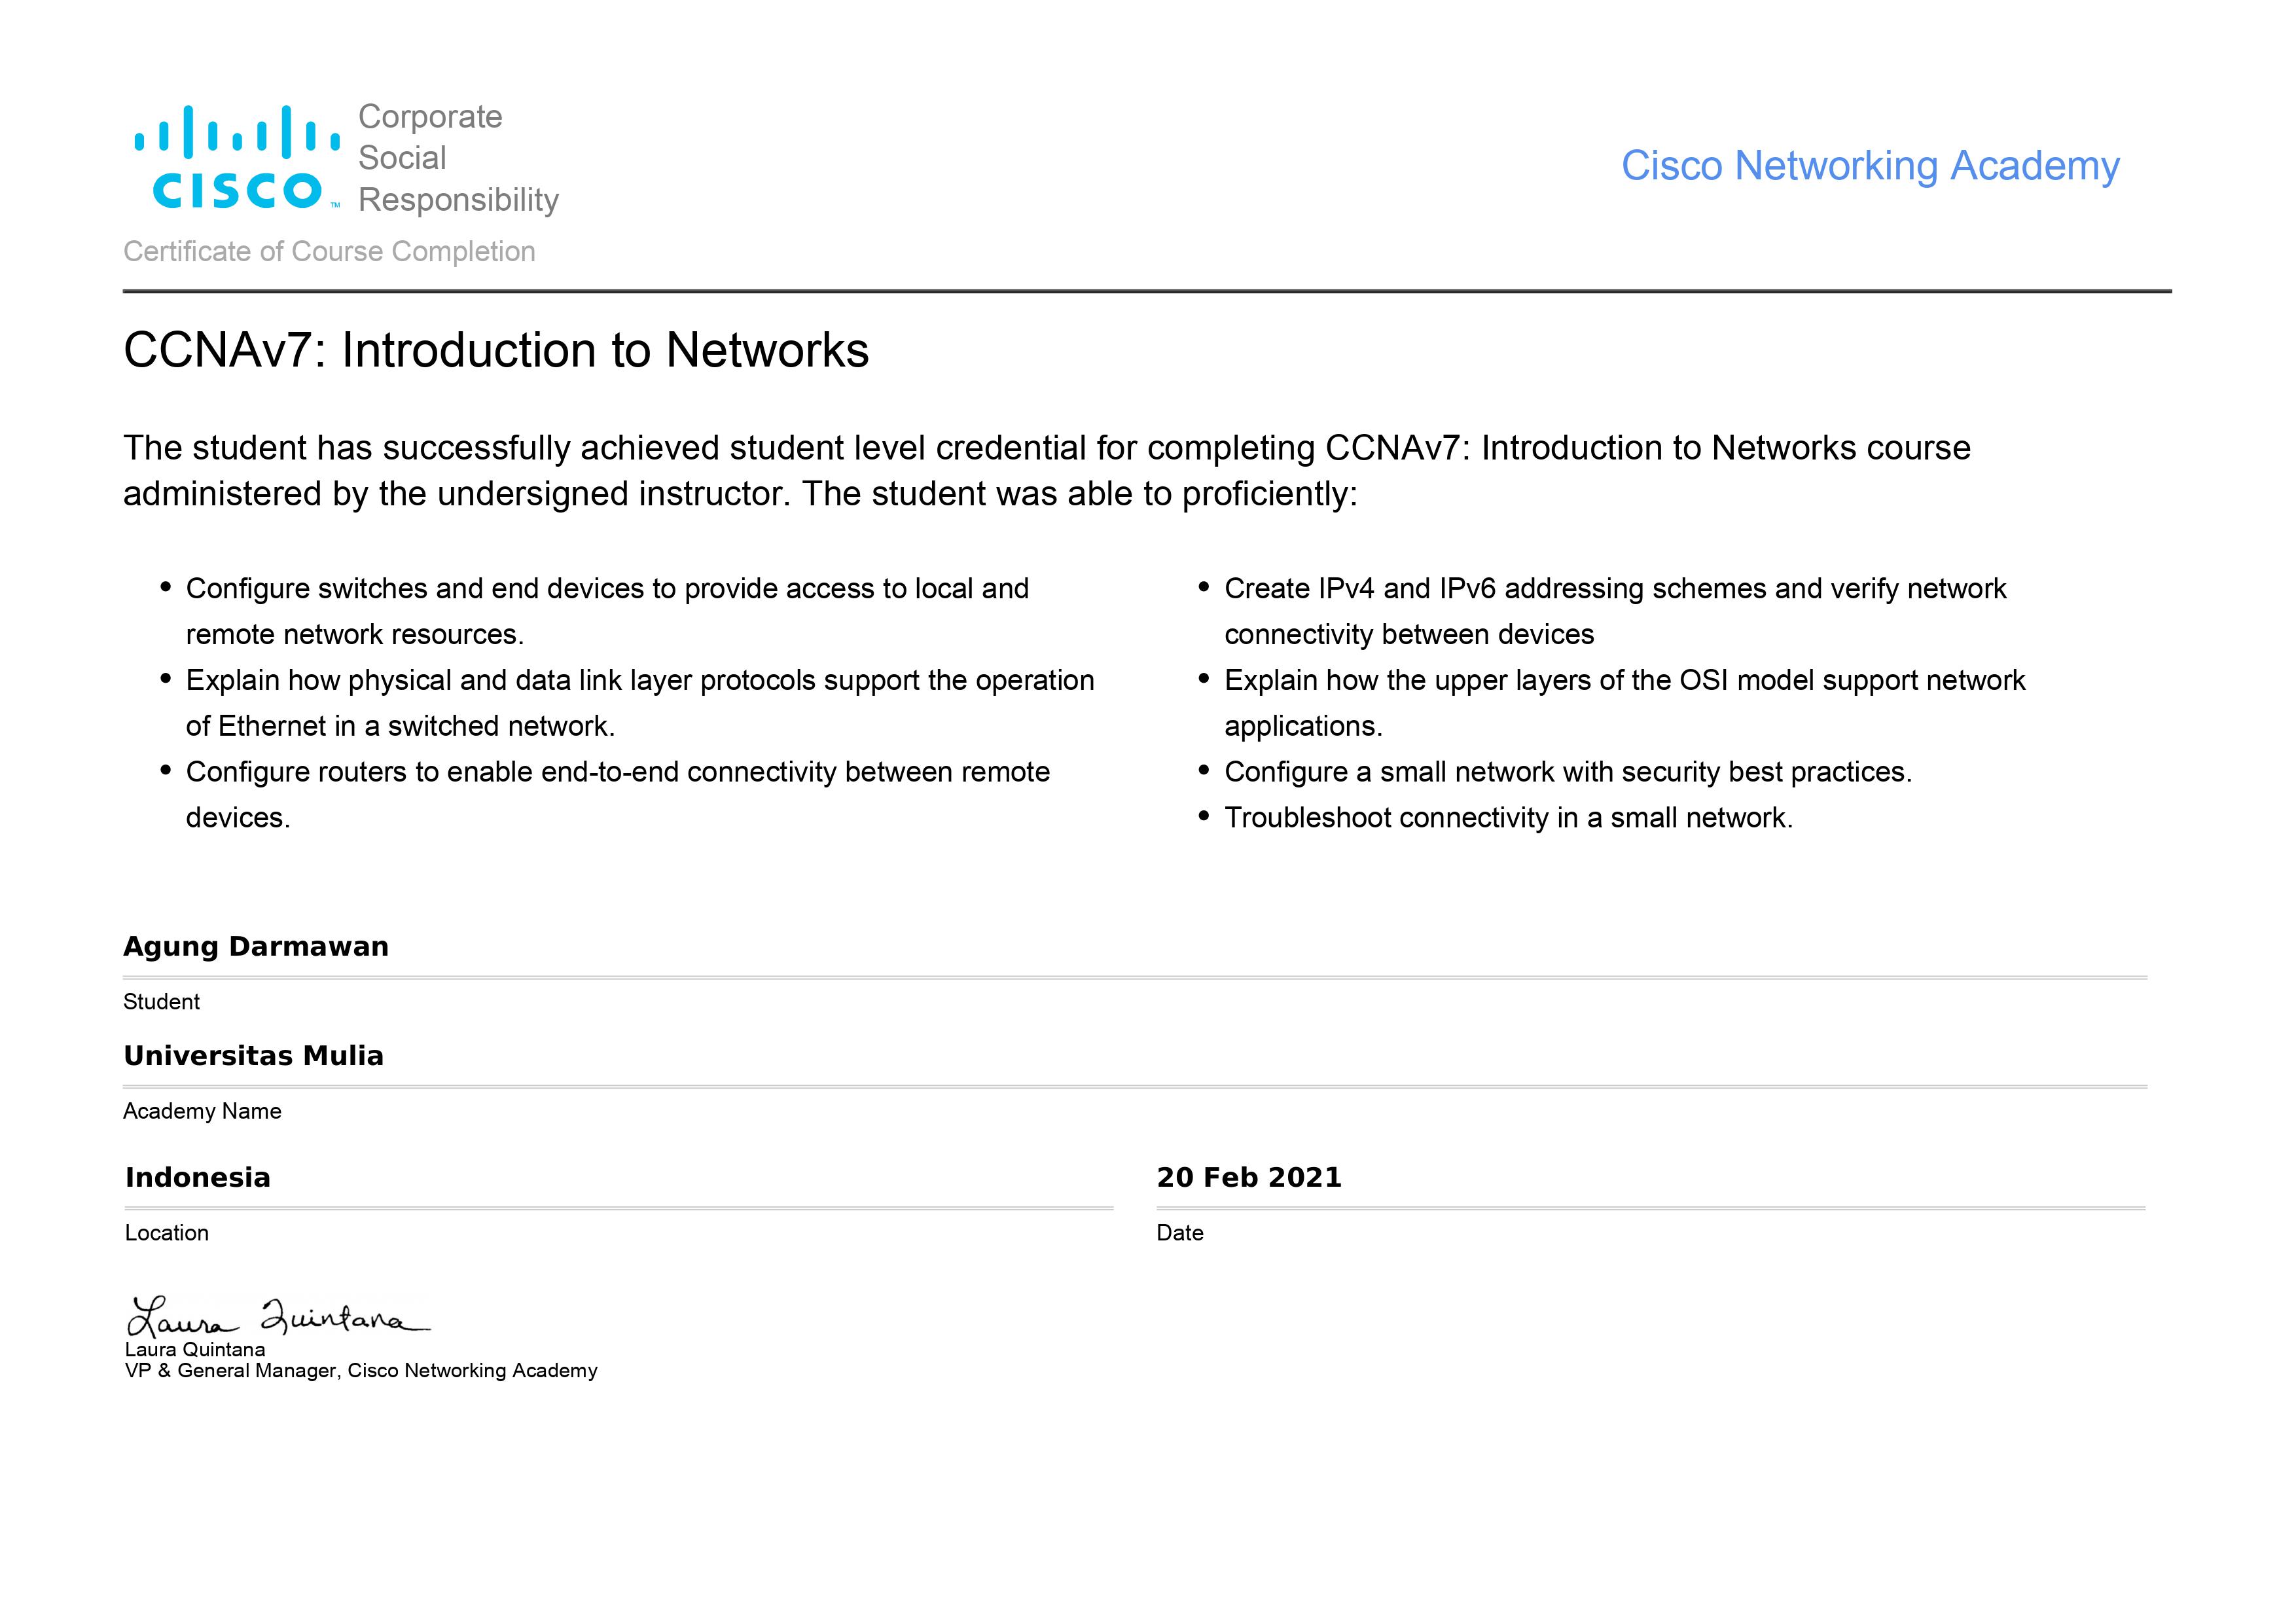 Corporate
Social
Responsibility
CISCO™
Cisco Networking Academy
Certificate of Course Completion
CCNAv7: Introduction to Networks
The student has successfully achieved student level credential for completing CCNAv7: Introduction to Networks course
administered by the undersigned instructor. The student was able to proficiently:
• Configure switches and end devices to provide access to local and
remote network resources.
• Explain how physical and data link layer protocols support the operation
of Ethernet in a switched network.
• Configure routers to enable end-to-end connectivity between remote
devices.
• Create IPv4 and IPv6 addressing schemes and verify network
connectivity between devices
• Explain how the upper layers of the OSI model support network
applications.
• Configure a small network with security best practices.
• Troubleshoot connectivity in a small network.
Agung Darmawan
Student
Universitas Mulia
Academy Name
Indonesia
Location
20 Feb 2021
Date
Laura Quintana
Laura Quintana
VP & General Manager, Cisco Networking Academy